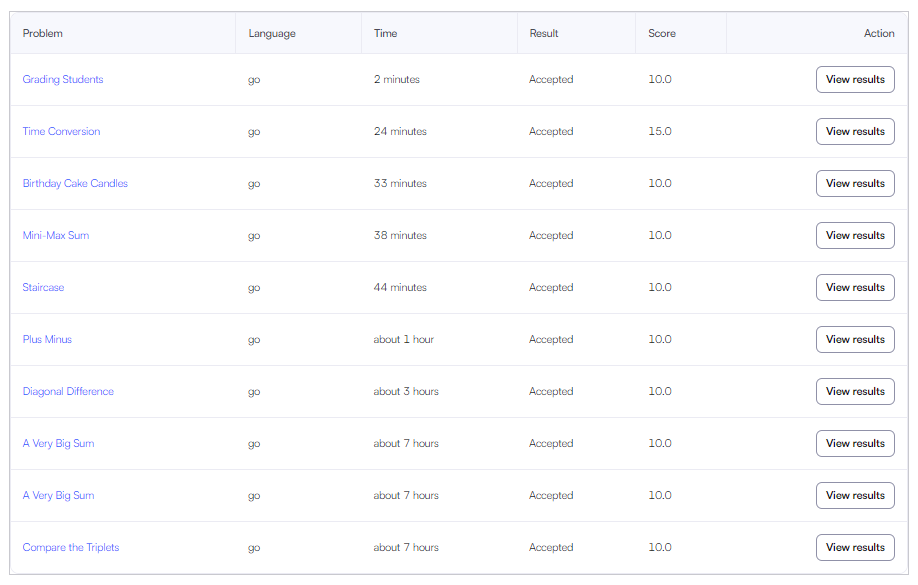 Problem Language Time Result Score Action
Grading Students go 2 minutes Accepted 10.0 View results
Time Conversion go 24 minutes Accepted 15.0 View results
Birthday Cake Candles go 33 minutes Accepted 10.0 View results
Mini-Max Sum go 38 minutes Accepted 10.0 View results
Staircase go 44 minutes Accepted 10.0 View results
Plus Minus go about 1 hour Accepted 10.0 View results
Diagonal Difference go about 3 hours Accepted 10.0 View results
A Very Big Sum go about 7 hours Accepted 10.0 View results
A Very Big Sum go about 7 hours Accepted 10.0 View results
Compare the Triplets go about 7 hours Accepted 10.0 View results